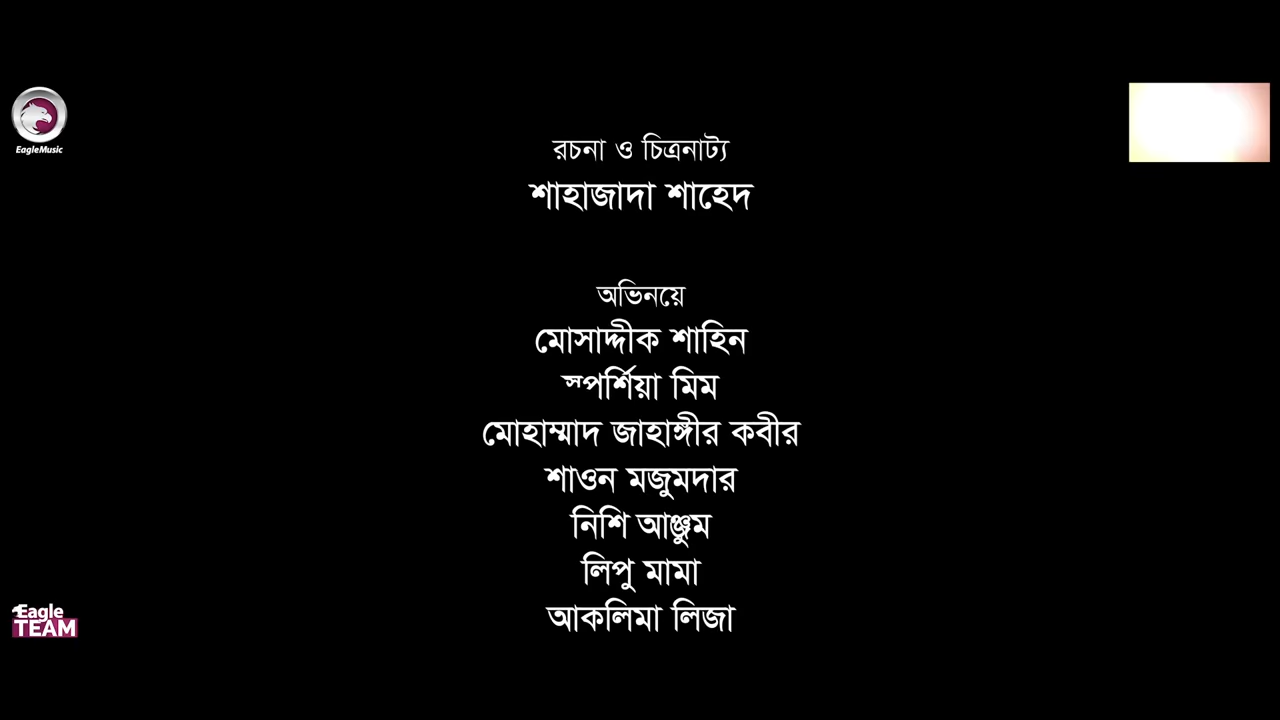 EagleMusic
রচনা ও চিত্রনাট্য
শাহাজাদা শাহেদ
অভিনয়ে
মোসাদ্দীক শাহিন
স্পর্শিয়া মিম
মোহাম্মাদ জাহাঙ্গীর কবীর
শাওন মজুমদার
নিশি আঞ্জুম
লিপু মামা
আকলিমা লিজা
Eagle
TEAM